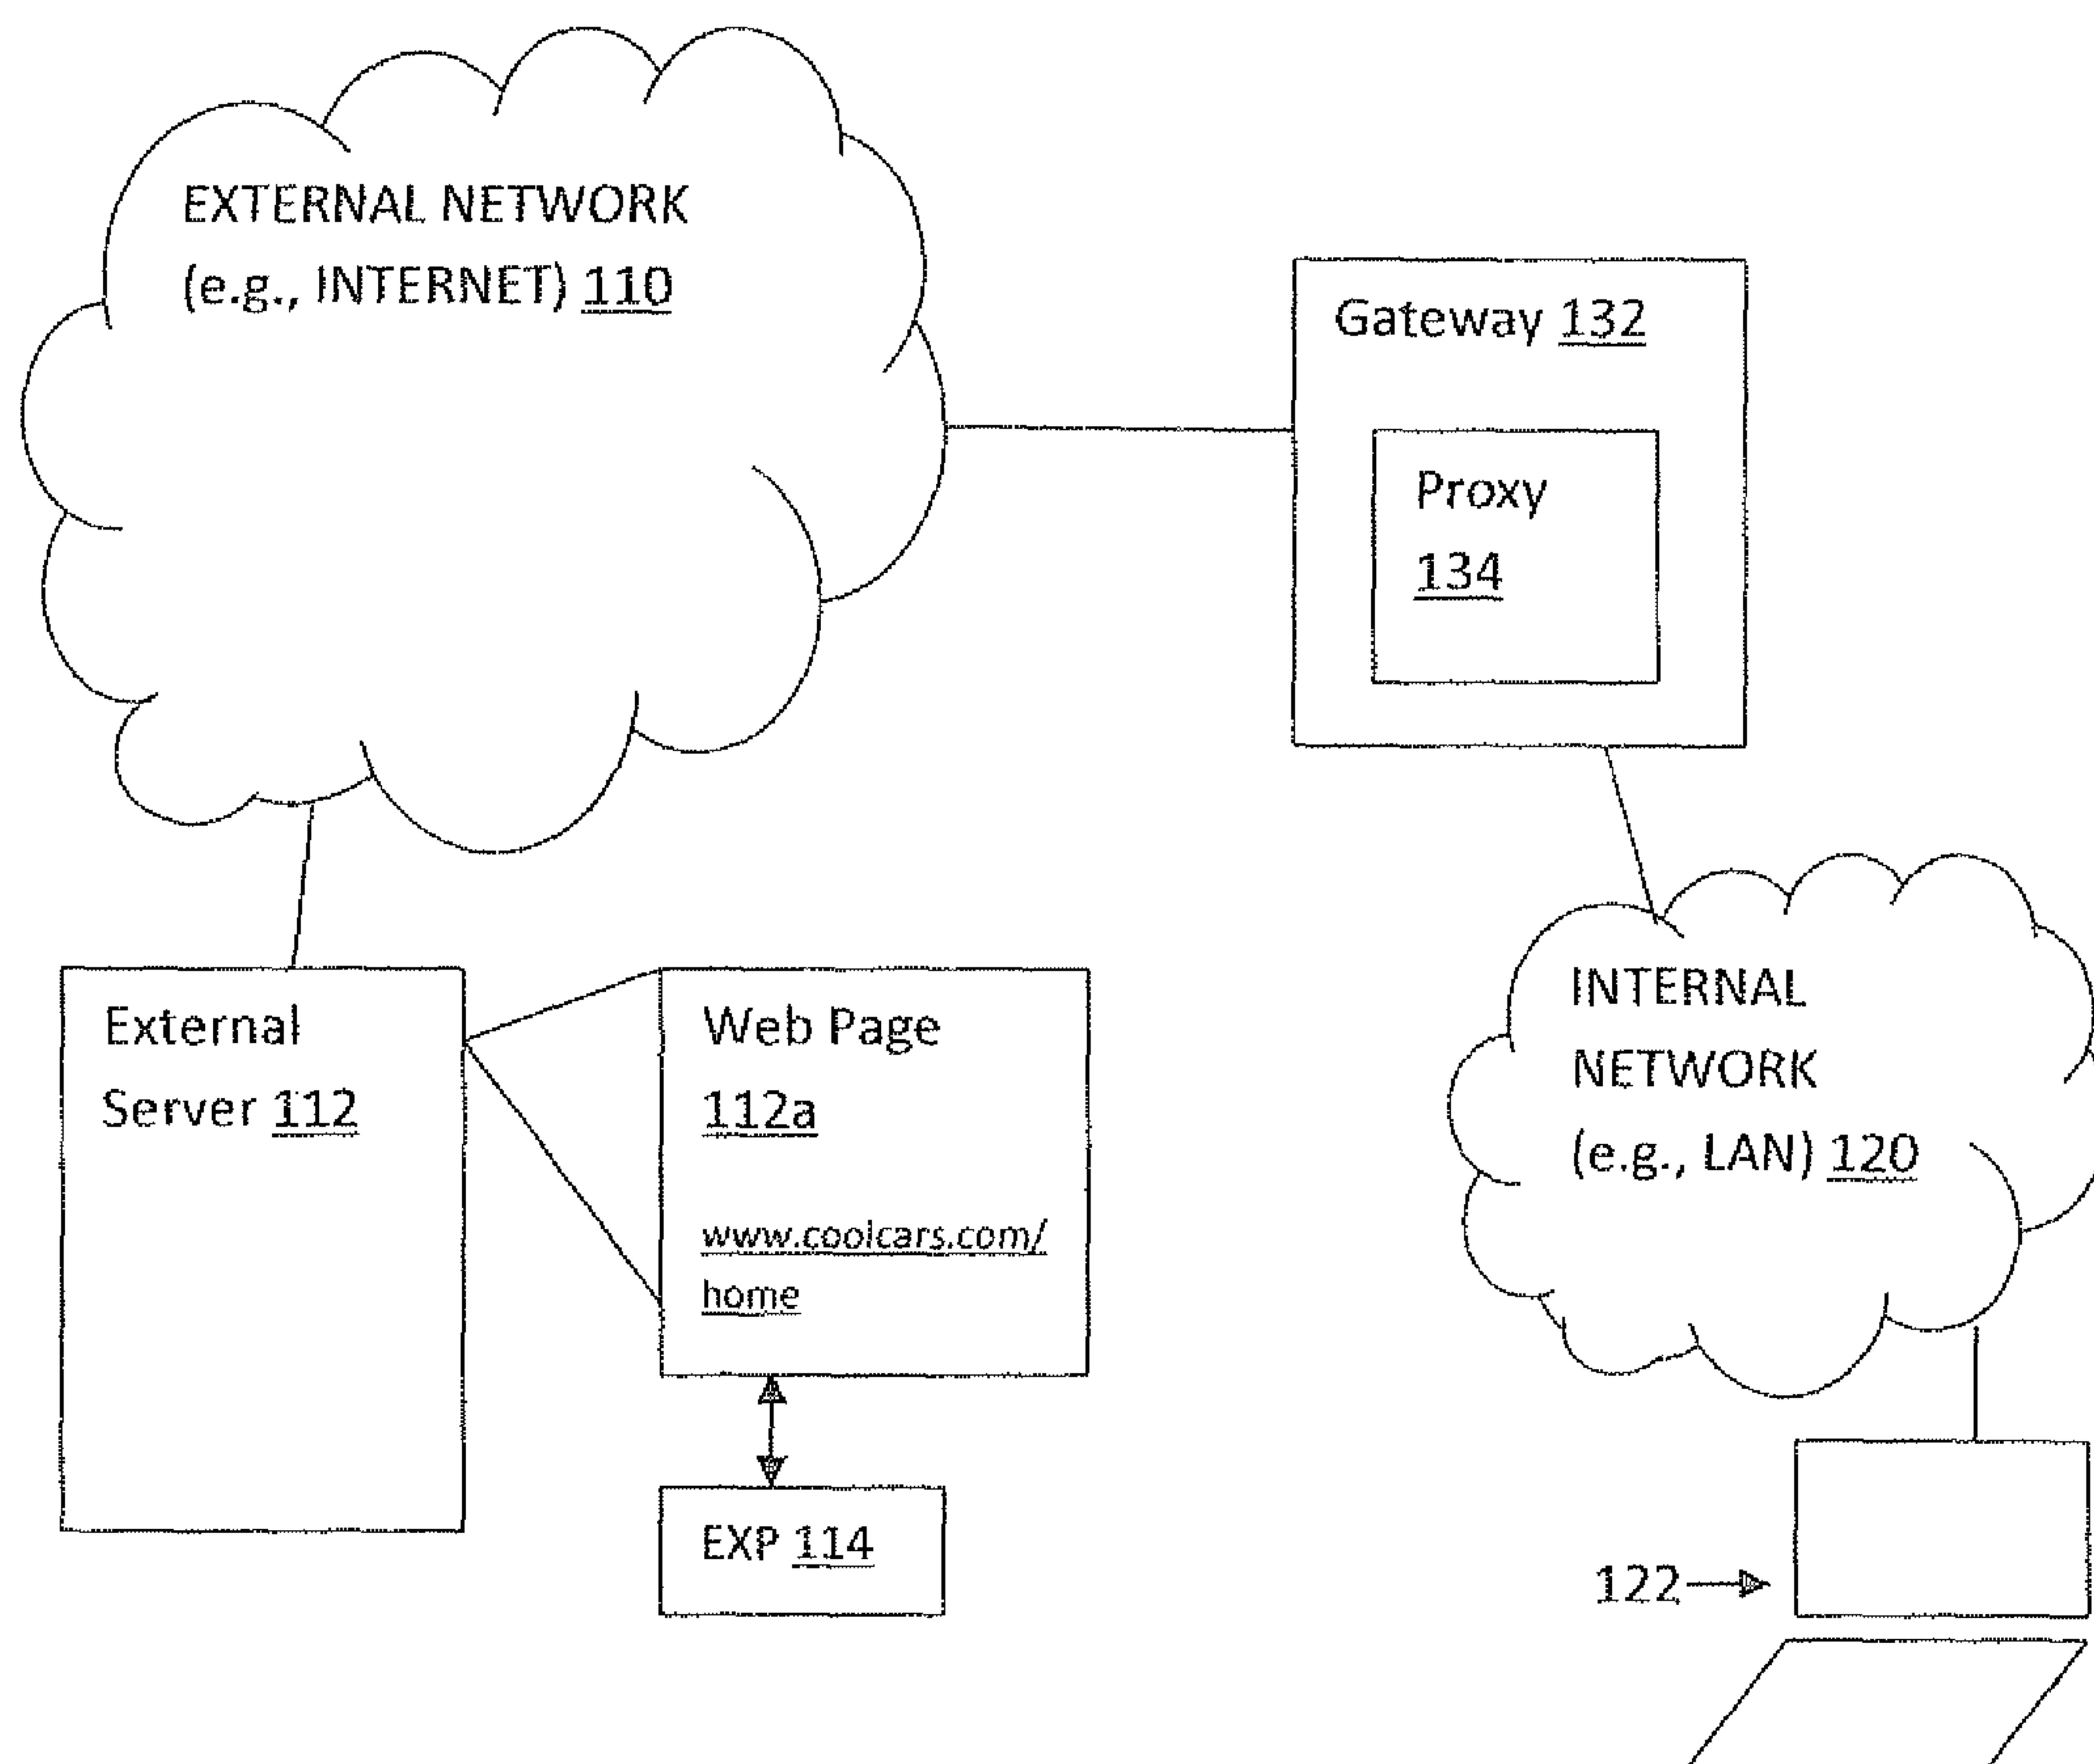 EXTERNAL NETWORK
(e.g., INTERNET) 110
Gateway 132
Proxy
134
External
Server 112
Web Page
112a
www.coolcars.com/
home
EXP 114
INTERNAL
NETWORK
(e.g., LAN) 120
122